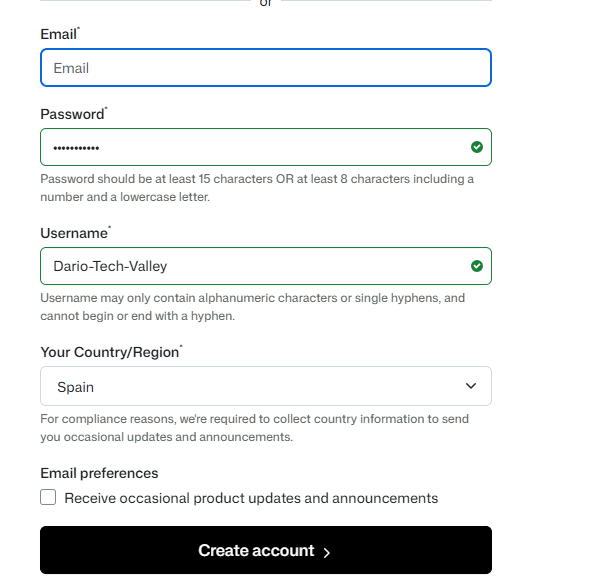 or
Email*
Email
Password*
•••••••••••
Password should be at least 15 characters OR at least 8 characters including a
number and a lowercase letter.
Username*
Dario-Tech-Valley
Username may only contain alphanumeric characters or single hyphens, and
cannot begin or end with a hyphen.
Your Country/Region*
Spain
For compliance reasons, we're required to collect country information to send
you occasional updates and announcements.
Email preferences
Receive occasional product updates and announcements
Create account